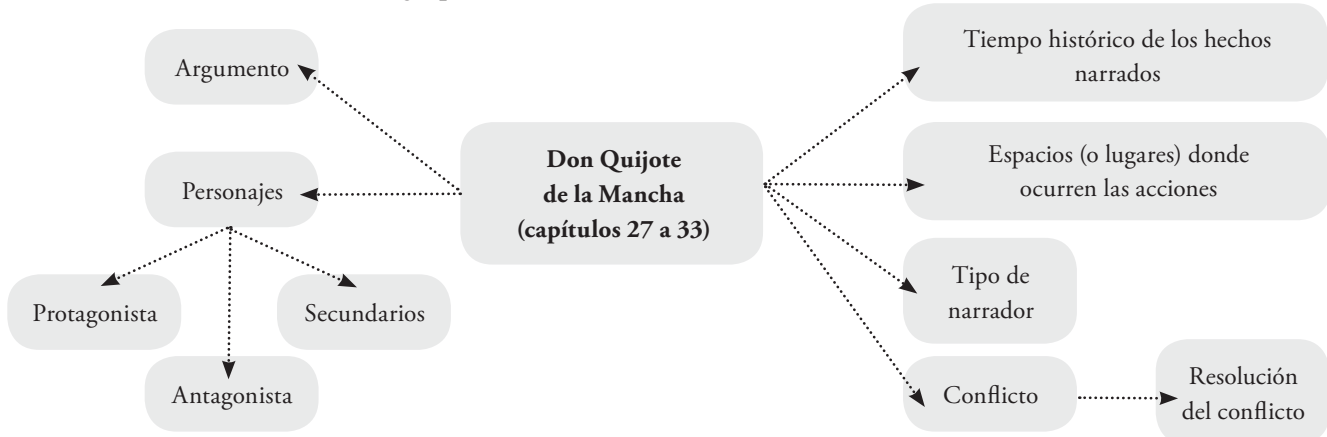 Tiempo histórico de los hechos
narrados
Argumento
Espacios (o lugares) donde
ocurren las acciones
Don Quijote
de la Mancha
(capítulos 27 a 33)
Personajes
Tipo de
narrador
Protagonista
Secundarios
Antagonista
Conflicto
Resolución
del conflicto